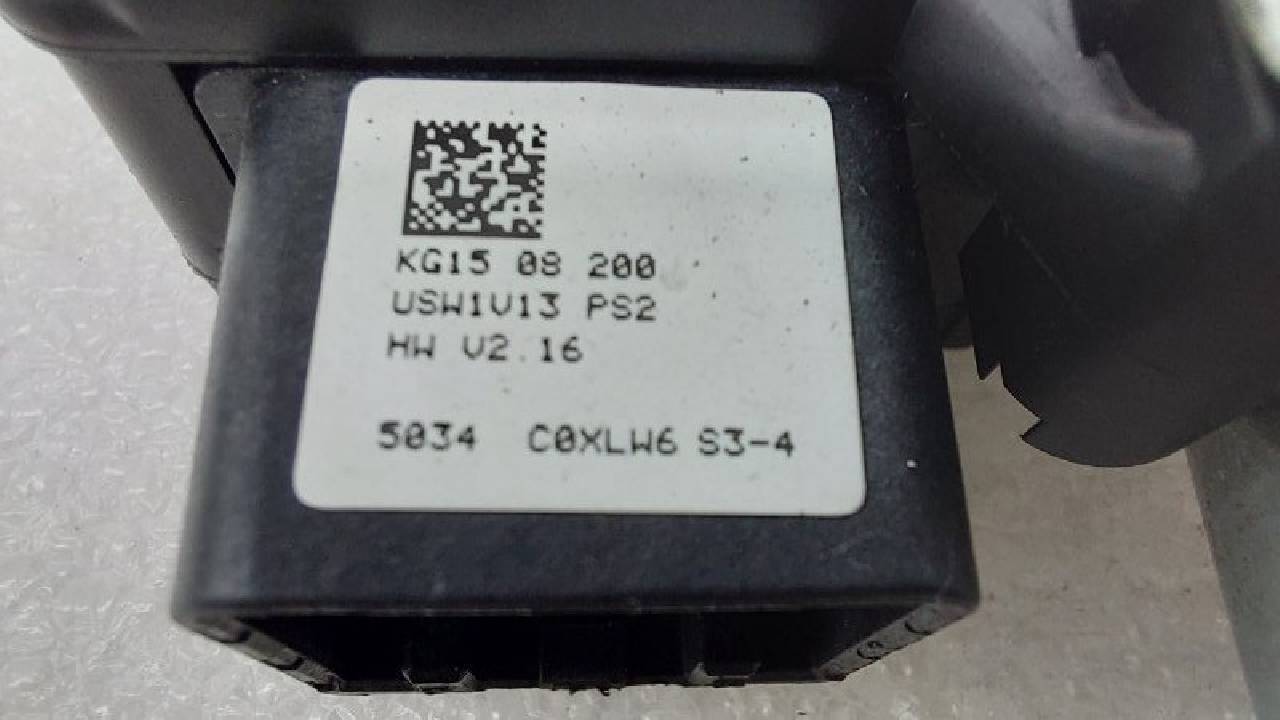 KG15 08 200
USW1V13 PS2
HW V2.16
5034 C0XLW6 S3-4